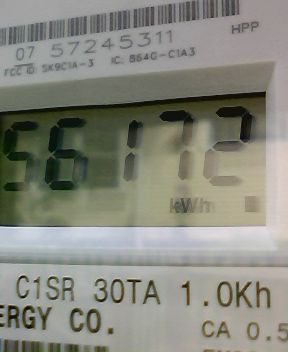 07 57245311
HPP
FCC ID: SK9C1A-3 IC: 864G-C1A3
56172
kWh
C1SR 30TA 1.0Kh
ERGY CO.
CA 0.5